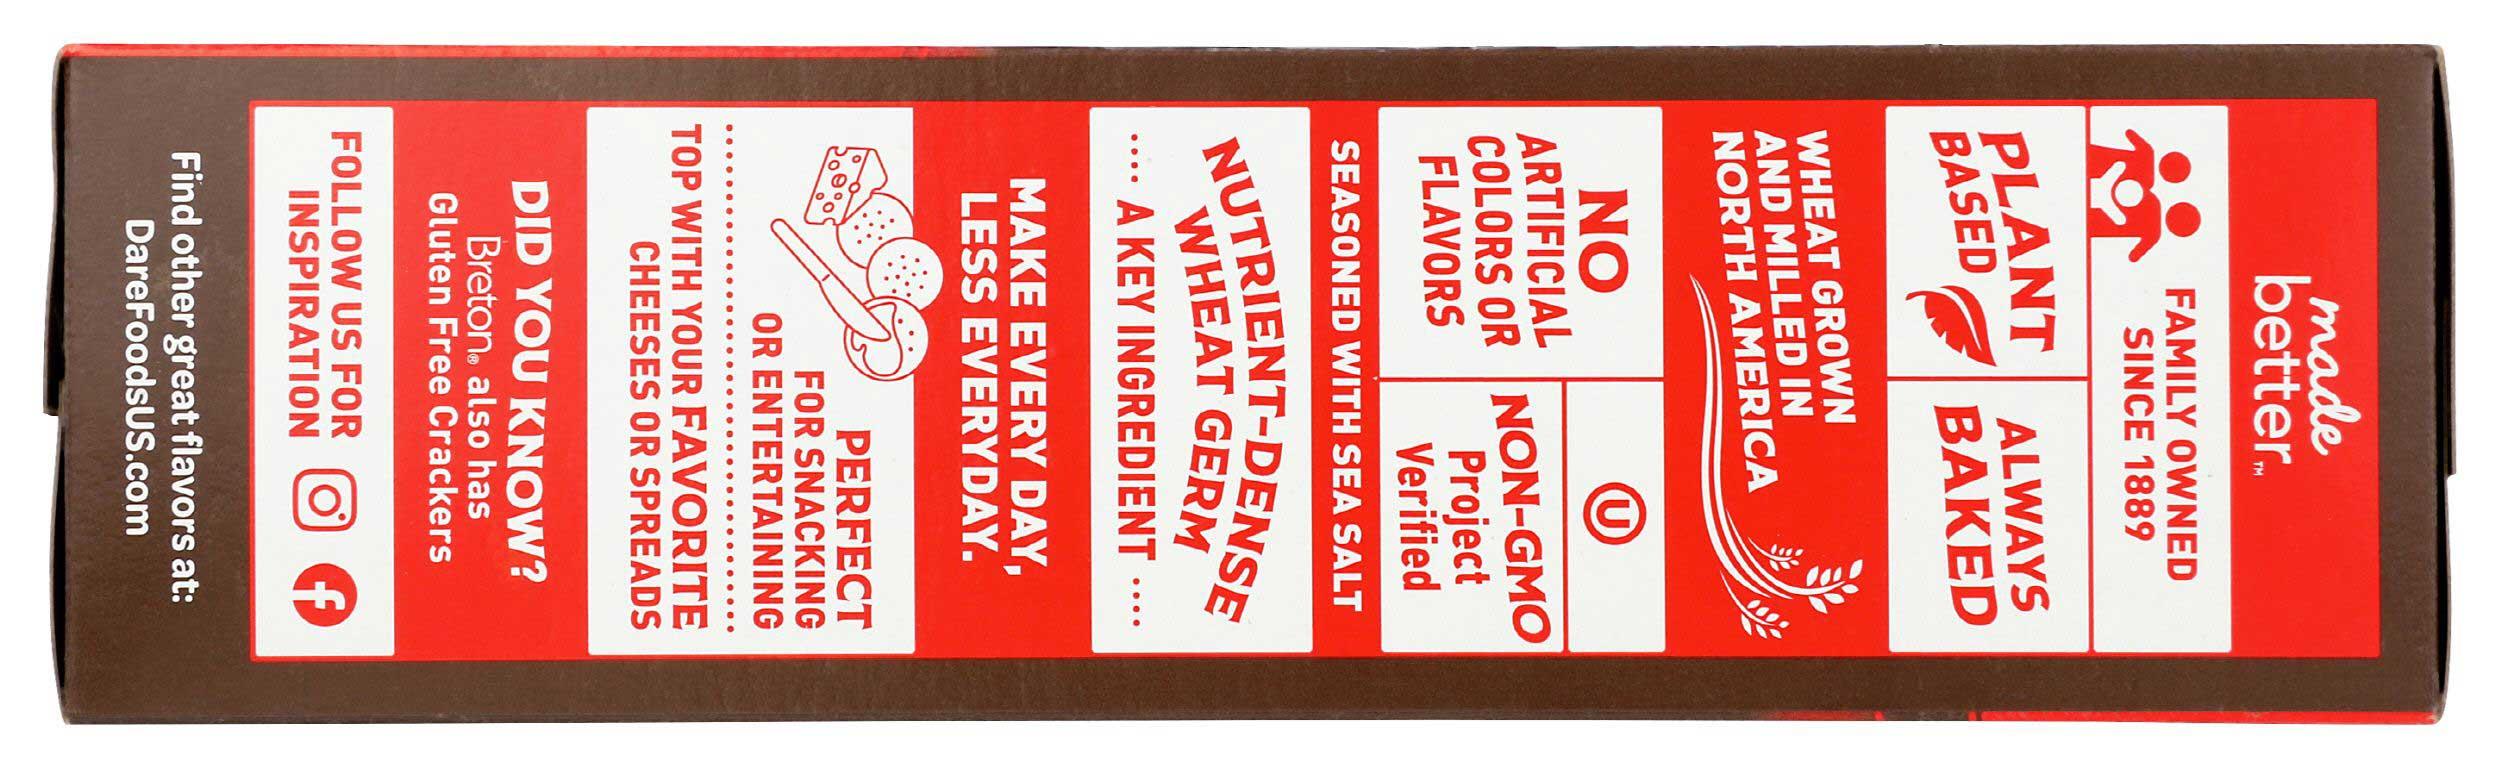 made
better™
FAMILY OWNED
SINCE 1889
PLANT
BASED
ALWAYS
BAKED
WHEAT GROWN
AND MILLED IN
NORTH AMERICA
NO
ARTIFICIAL
COLORS OR
FLAVORS
U
NON-GMO
Project
Verified
SEASONED WITH SEA SALT
NUTRIENT-DENSE
WHEAT GERM
.... A KEY INGREDIENT ....
MAKE EVERY DAY,
LESS EVERYDAY.
PERFECT
FOR SNACKING
OR ENTERTAINING
TOP WITH YOUR FAVORITE
CHEESES OR SPREADS
DID YOU KNOW?
Breton® also has
Gluten Free Crackers
FOLLOW US FOR
INSPIRATION
f
Find other great flavors at:
DareFoodsUS.com